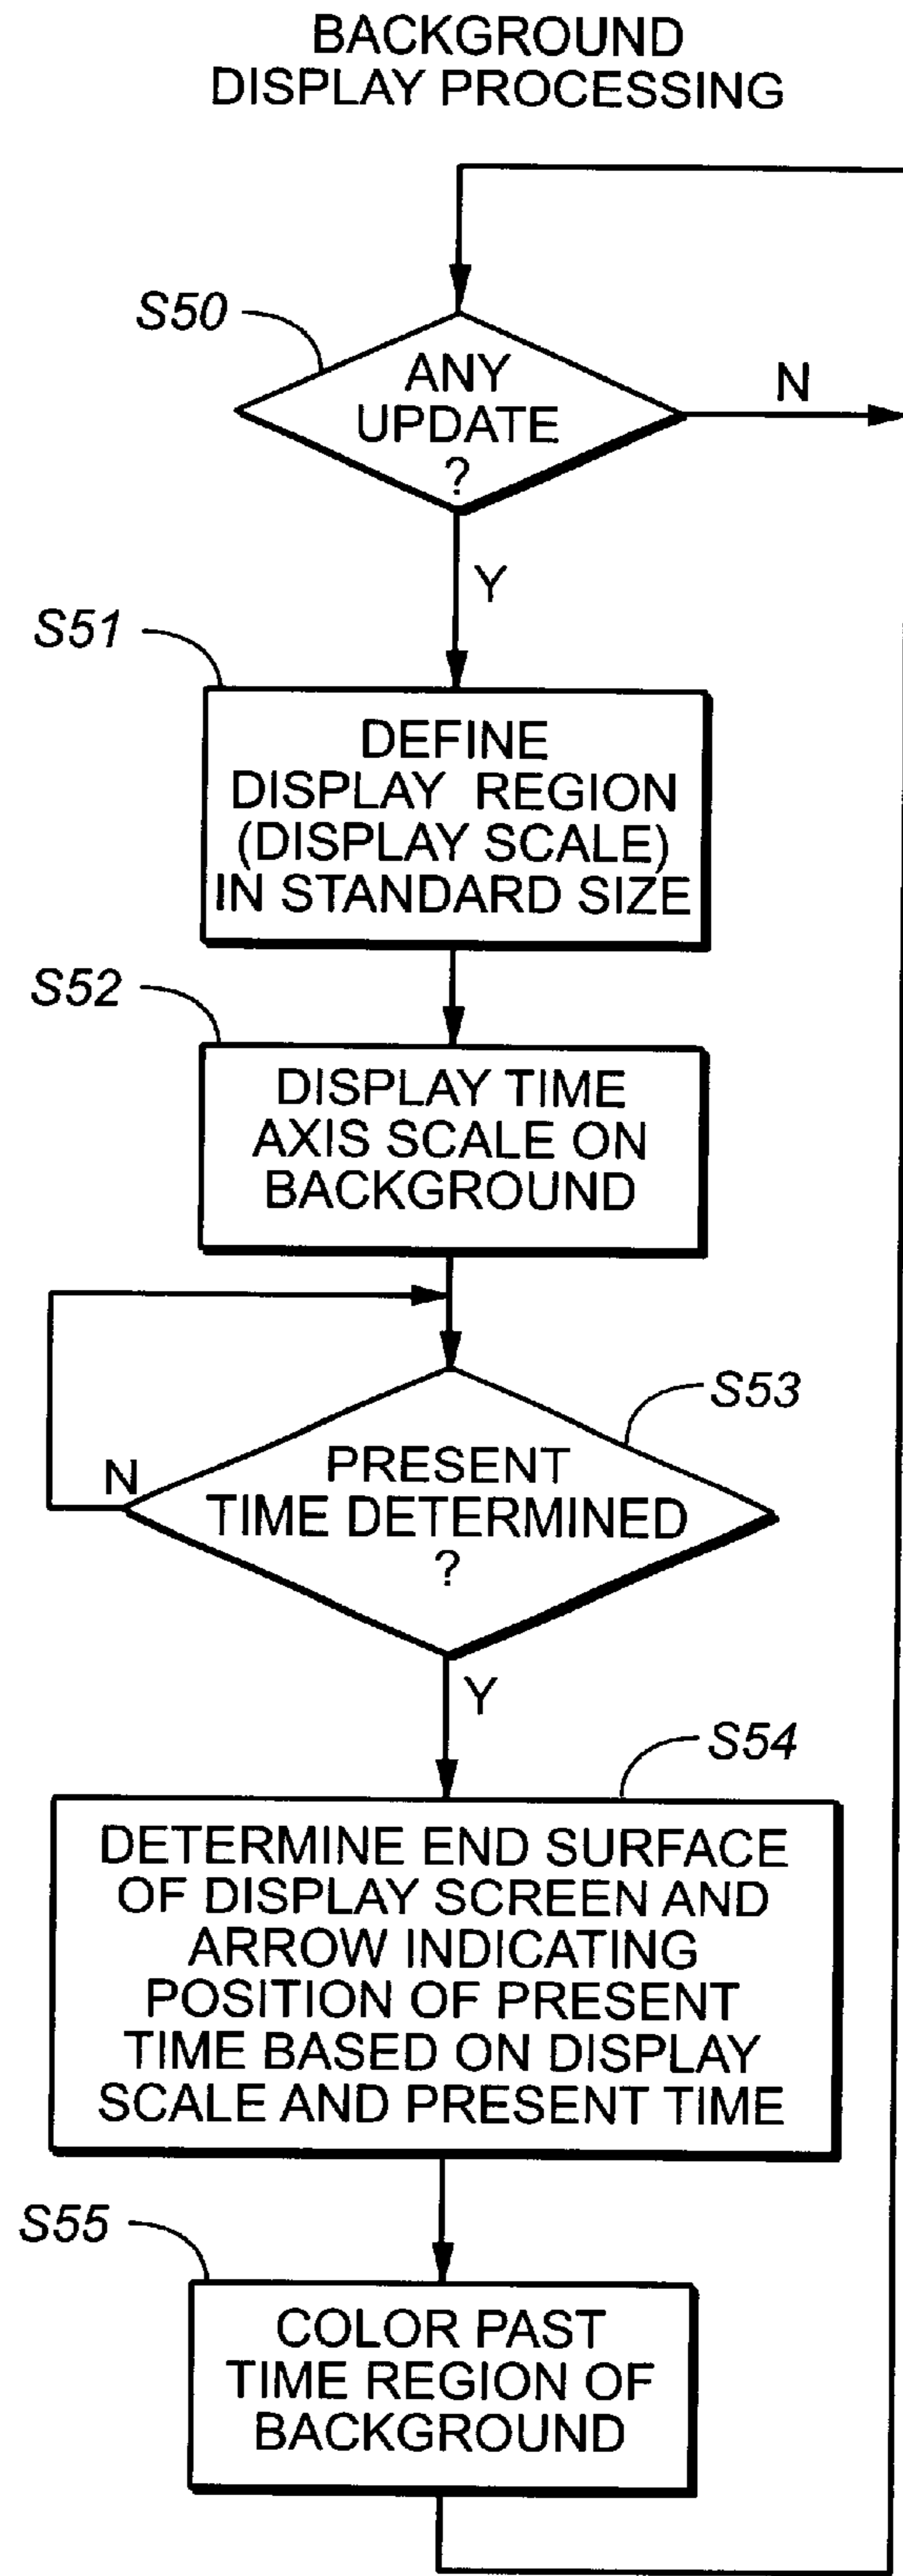 BACKGROUND
DISPLAY PROCESSING
S50
ANY
UPDATE
?
N
Y
S51
DEFINE
DISPLAY REGION
(DISPLAY SCALE)
IN STANDARD SIZE
S52
DISPLAY TIME
AXIS SCALE ON
BACKGROUND
S53
PRESENT
TIME DETERMINED
?
N
Y
S54
DETERMINE END SURFACE
OF DISPLAY SCREEN AND
ARROW INDICATING
POSITION OF PRESENT
TIME BASED ON DISPLAY
SCALE AND PRESENT TIME
S55
COLOR PAST
TIME REGION OF
BACKGROUND